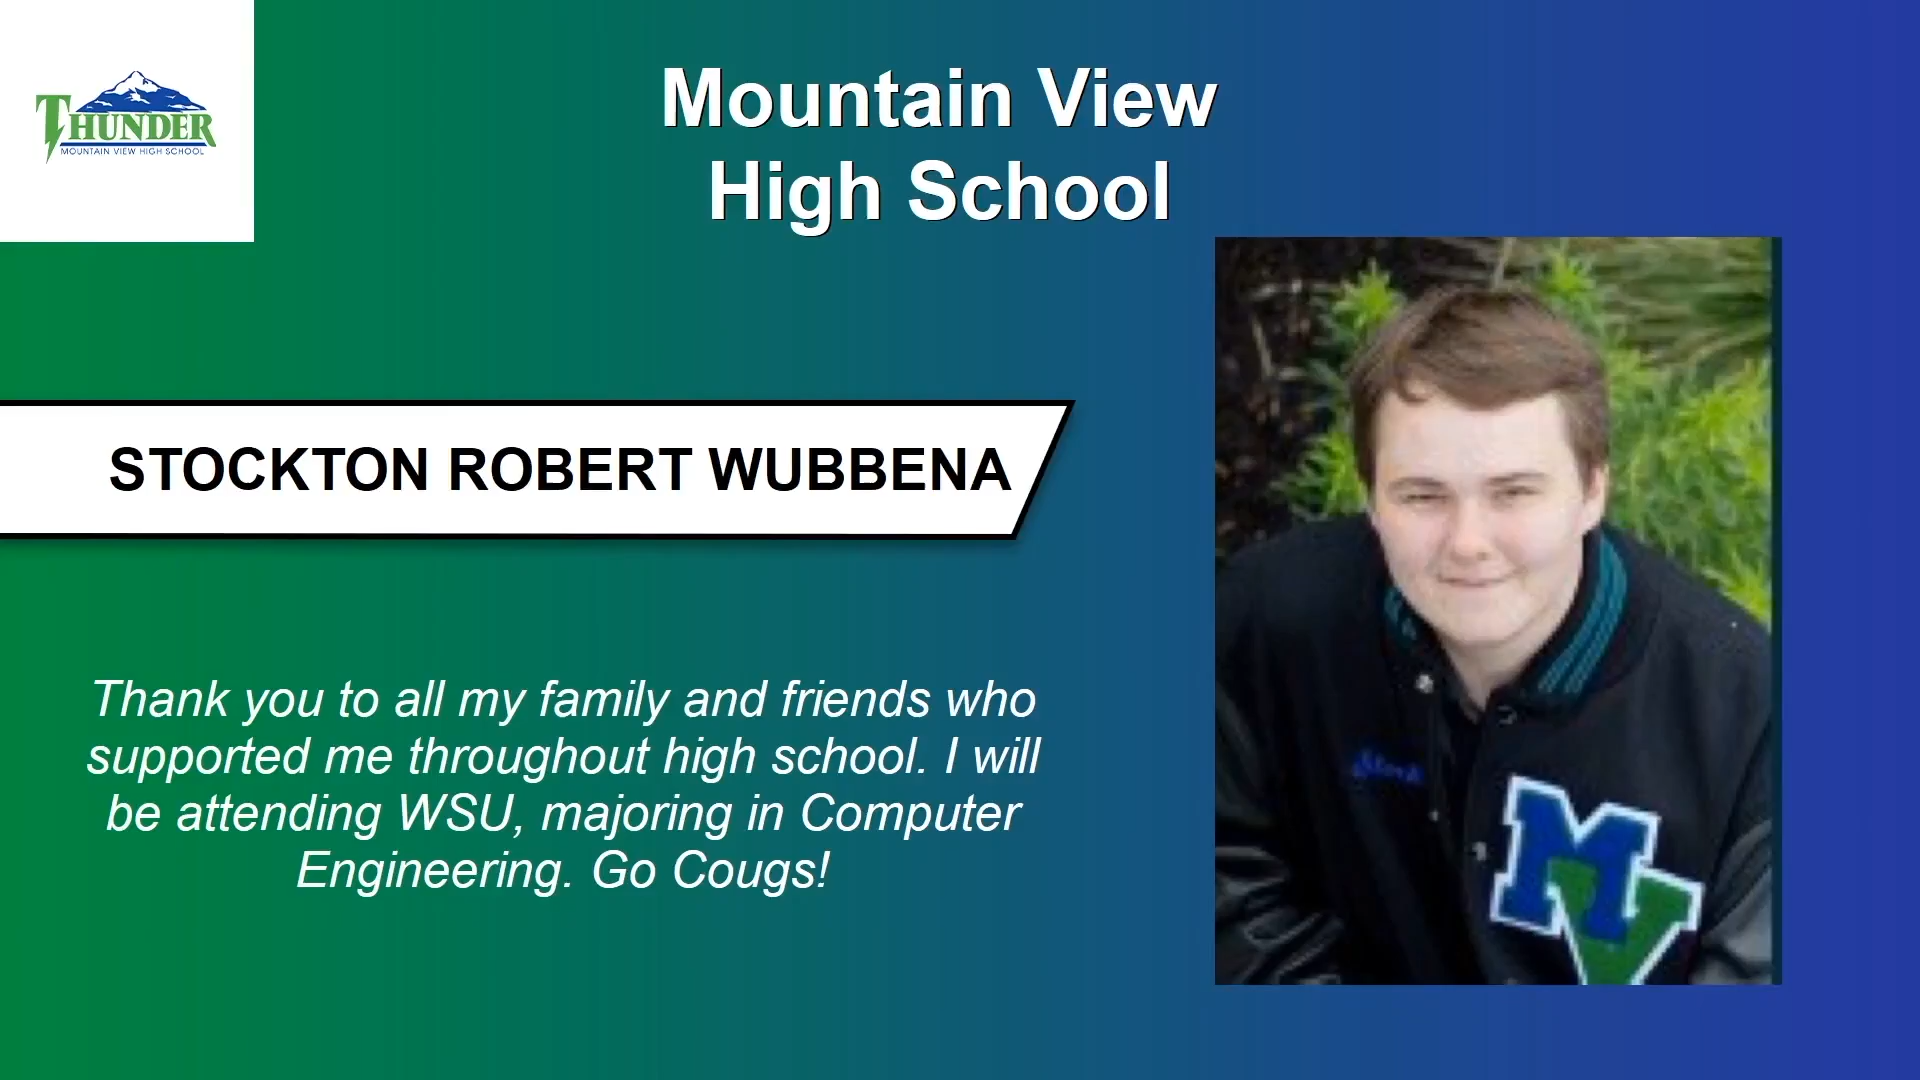 THUNDER
MOUNTAIN VIEW HIGH SCHOOL
Mountain View
High School
STOCKTON ROBERT WUBBENA
Thank you to all my family and friends who
supported me throughout high school. I will
be attending WSU, majoring in Computer
Engineering. Go Cougs!
MV